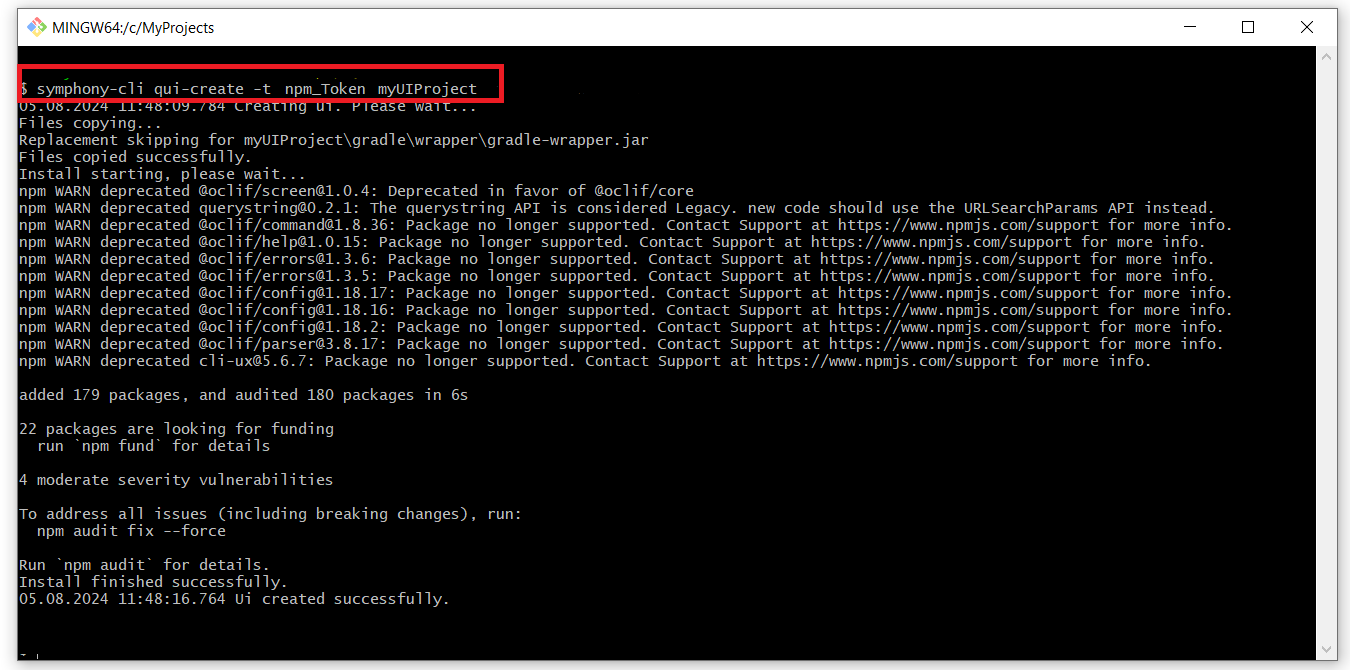 MINGW64:/c/MyProjects
$ symphony-cli qui-create -t npm_Token myUIProject
05.08.2024 11:48:09.784 Creating ui. Please wait...
Files copying...
Replacement skipping for myUIProject\gradle\wrapper\gradle-wrapper.jar
Files copied successfully.
Install starting, please wait...
npm WARN deprecated @oclif/screen@1.0.4: Deprecated in favor of @oclif/core
npm WARN deprecated querystring@0.2.1: The querystring API is considered Legacy. new code should use the URLSearchParams API instead.
npm WARN deprecated @oclif/command@1.8.36: Package no longer supported. Contact Support at https://www.npmjs.com/support for more info.
npm WARN deprecated @oclif/help@1.0.15: Package no longer supported. Contact Support at https://www.npmjs.com/support for more info.
npm WARN deprecated @oclif/errors@1.3.6: Package no longer supported. Contact Support at https://www.npmjs.com/support for more info.
npm WARN deprecated @oclif/errors@1.3.5: Package no longer supported. Contact Support at https://www.npmjs.com/support for more info.
npm WARN deprecated @oclif/config@1.18.17: Package no longer supported. Contact Support at https://www.npmjs.com/support for more info.
npm WARN deprecated @oclif/config@1.18.16: Package no longer supported. Contact Support at https://www.npmjs.com/support for more info.
npm WARN deprecated @oclif/config@1.18.2: Package no longer supported. Contact Support at https://www.npmjs.com/support for more info.
npm WARN deprecated @oclif/parser@3.8.17: Package no longer supported. Contact Support at https://www.npmjs.com/support for more info.
npm WARN deprecated cli-ux@5.6.7: Package no longer supported. Contact Support at https://www.npmjs.com/support for more info.
added 179 packages, and audited 180 packages in 6s
22 packages are looking for funding
run `npm fund` for details
4 moderate severity vulnerabilities
To address all issues (including breaking changes), run:
npm audit fix --force
Run `npm audit` for details.
Install finished successfully.
05.08.2024 11:48:16.764 Ui created successfully.